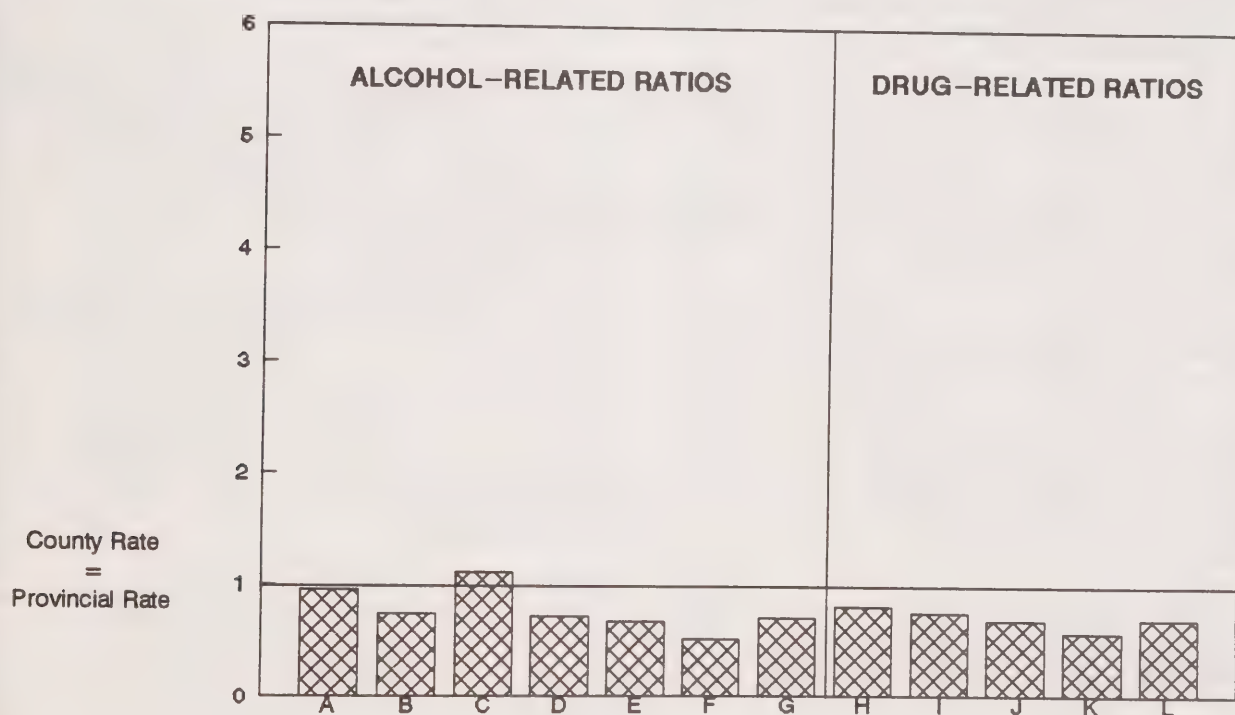 6
ALCOHOL-RELATED RATIOS
DRUG-RELATED RATIOS
5
4
3
2
County Rate
=
Provincial Rate
1
0
A B C D E F G H I J K L